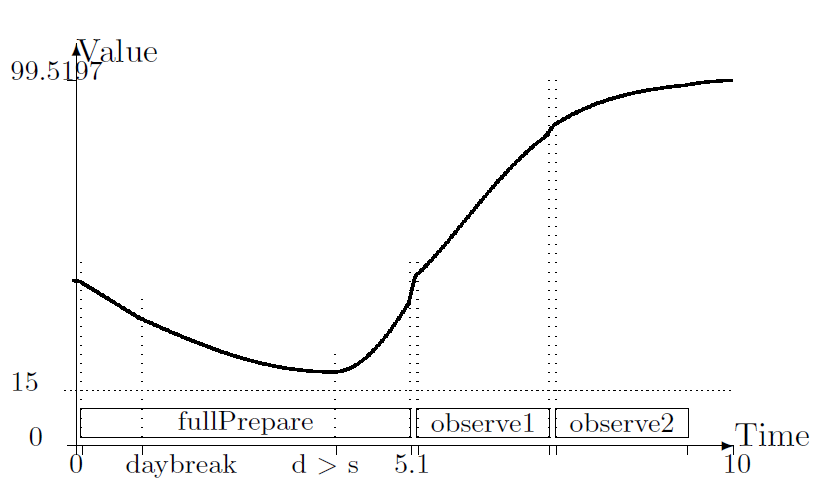 Value
99.5197
15
fullPrepare observe1 observe2
0 Time
0 daybreak d > s 5.1 10